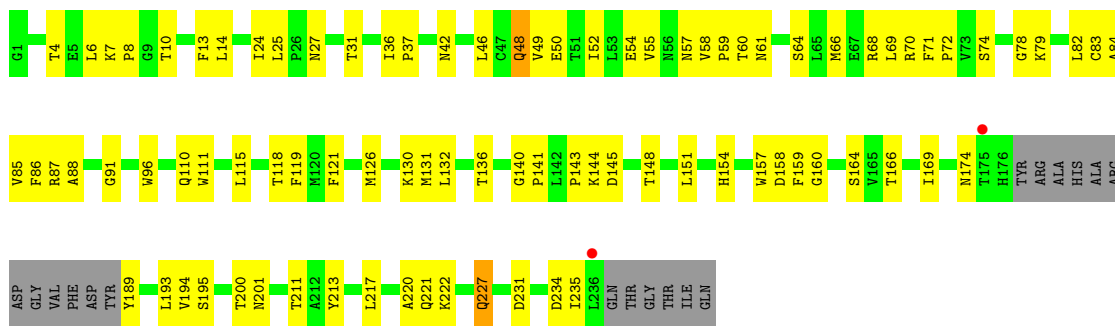 G1 T4 E5 L6 K7 P8 G9 T10 F13 L14 I24 L25 P26 N27 T31 I36 P37 N42 L46 C47 Q48 V49 E50 T51 I52 L53 E54 V55 N56 N57 V58 P59 T60 N61 S64 L65 M66 E67 R68 L69 R70 F71 P72 V73 S74 G78 K79 L82 C83 A84
V85 F86 R87 A88 G91 W96 Q110 W111 L115 T118 F119 M120 F121 M126 K130 M131 L132 T136 G140 P141 L142 P143 K144 D145 T148 L151 H154 W157 D158 F159 G160 S164 V165 T166 I169 N174 T175 H176 TYR ARG ALA HIS ALA ARG
ASP GLY VAL PHE ASP TYR Y189 L193 V194 S195 T200 N201 T211 A212 Y213 L217 A220 Q221 K222 Q227 D231 D234 I235 L236 GLN THR GLY THR ILE GLN